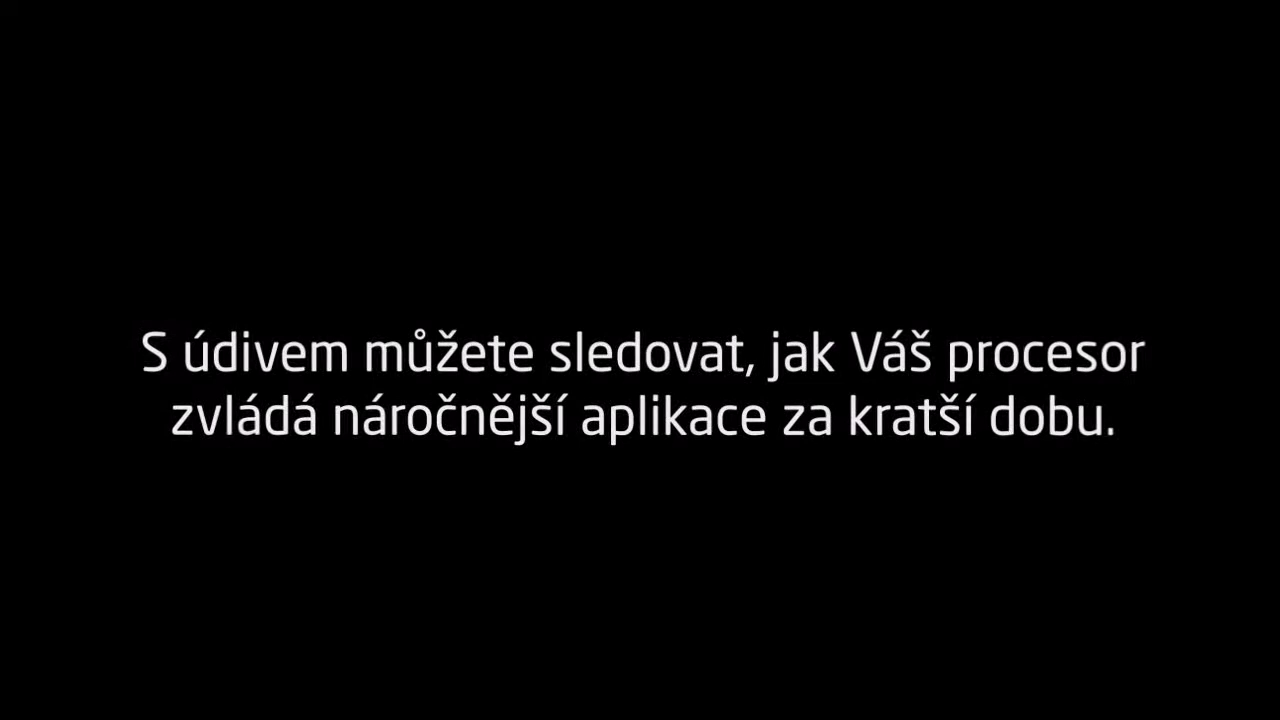 S údivem můžete sledovat, jak Váš procesor
zvládá náročnější aplikace za kratší dobu.